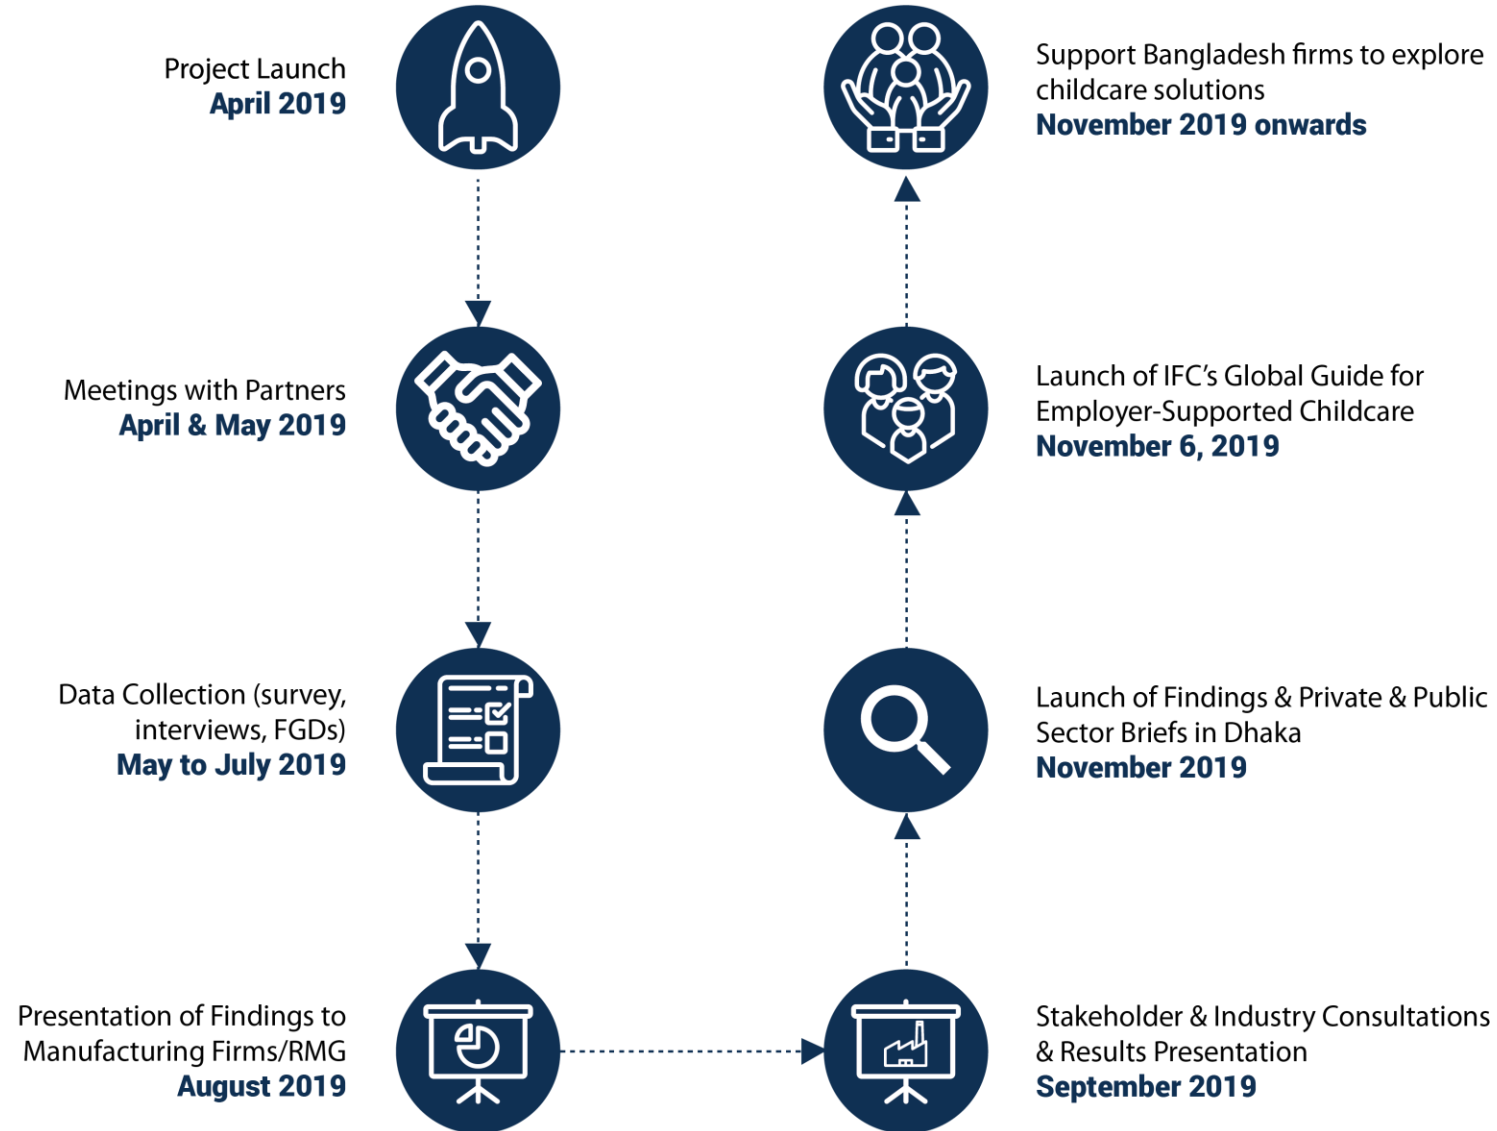 Project Launch
April 2019
Meetings with Partners
April & May 2019
Data Collection (survey,
interviews, FGDs)
May to July 2019
Presentation of Findings to
Manufacturing Firms/RMG
August 2019
Stakeholder & Industry Consultations
& Results Presentation
September 2019
Launch of Findings & Private & Public
Sector Briefs in Dhaka
November 2019
Launch of IFC’s Global Guide for
Employer-Supported Childcare
November 6, 2019
Support Bangladesh firms to explore
childcare solutions
November 2019 onwards